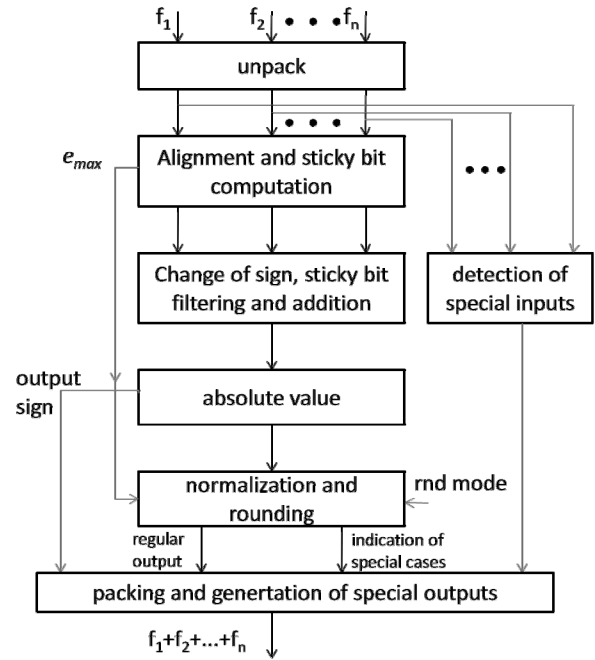 f₁ f₂ • • • fₙ
unpack
• • •
eₘₐₓ
Alignment and sticky bit
computation
• • •
Change of sign, sticky bit
filtering and addition
detection of
special inputs
output
sign
absolute value
normalization and
rounding
rnd mode
regular
output
indication of
special cases
packing and genertation of special outputs
f₁+f₂+...+fₙ